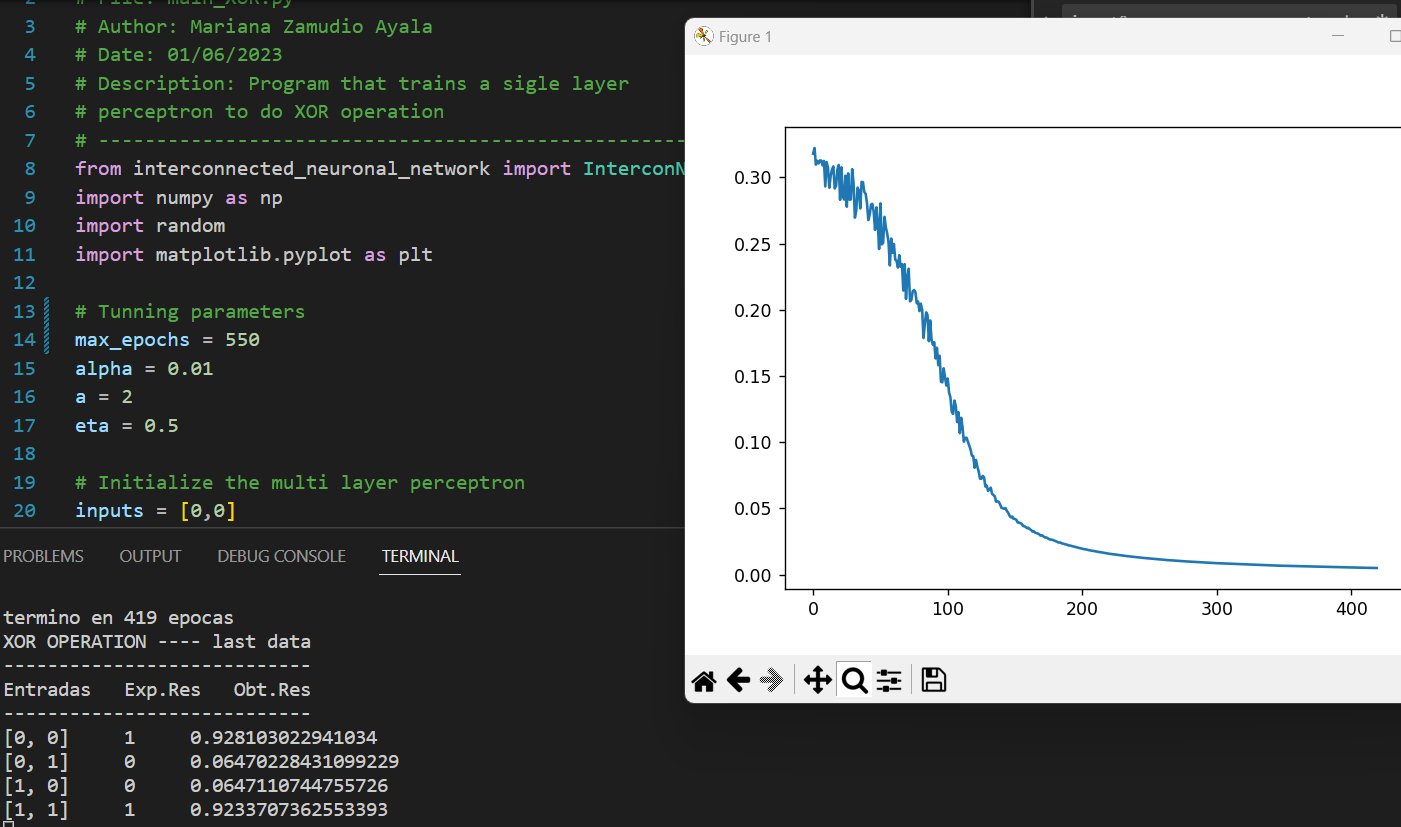 2 # File: main_XOR.py
3 # Author: Mariana Zamudio Ayala
4 # Date: 01/06/2023
5 # Description: Program that trains a sigle layer
6 # perceptron to do XOR operation
7 # ---------------------------------------------------
8 from interconnected_neuronal_network import InterconN
9 import numpy as np
10 import random
11 import matplotlib.pyplot as plt
12
13 # Tunning parameters
14 max_epochs = 550
15 alpha = 0.01
16 a = 2
17 eta = 0.5
18
19 # Initialize the multi layer perceptron
20 inputs = [0,0]
PROBLEMS OUTPUT DEBUG CONSOLE TERMINAL
termino en 419 epocas
XOR OPERATION ---- last data
----------------------------
Entradas Exp.Res Obt.Res
----------------------------
[0, 0] 1 0.928103022941034
[0, 1] 0 0.06470228431099229
[1, 0] 0 0.0647110744755726
[1, 1] 1 0.9233707362553393
Figure 1
0.30
0.25
0.20
0.15
0.10
0.05
0.00
0 100 200 300 400